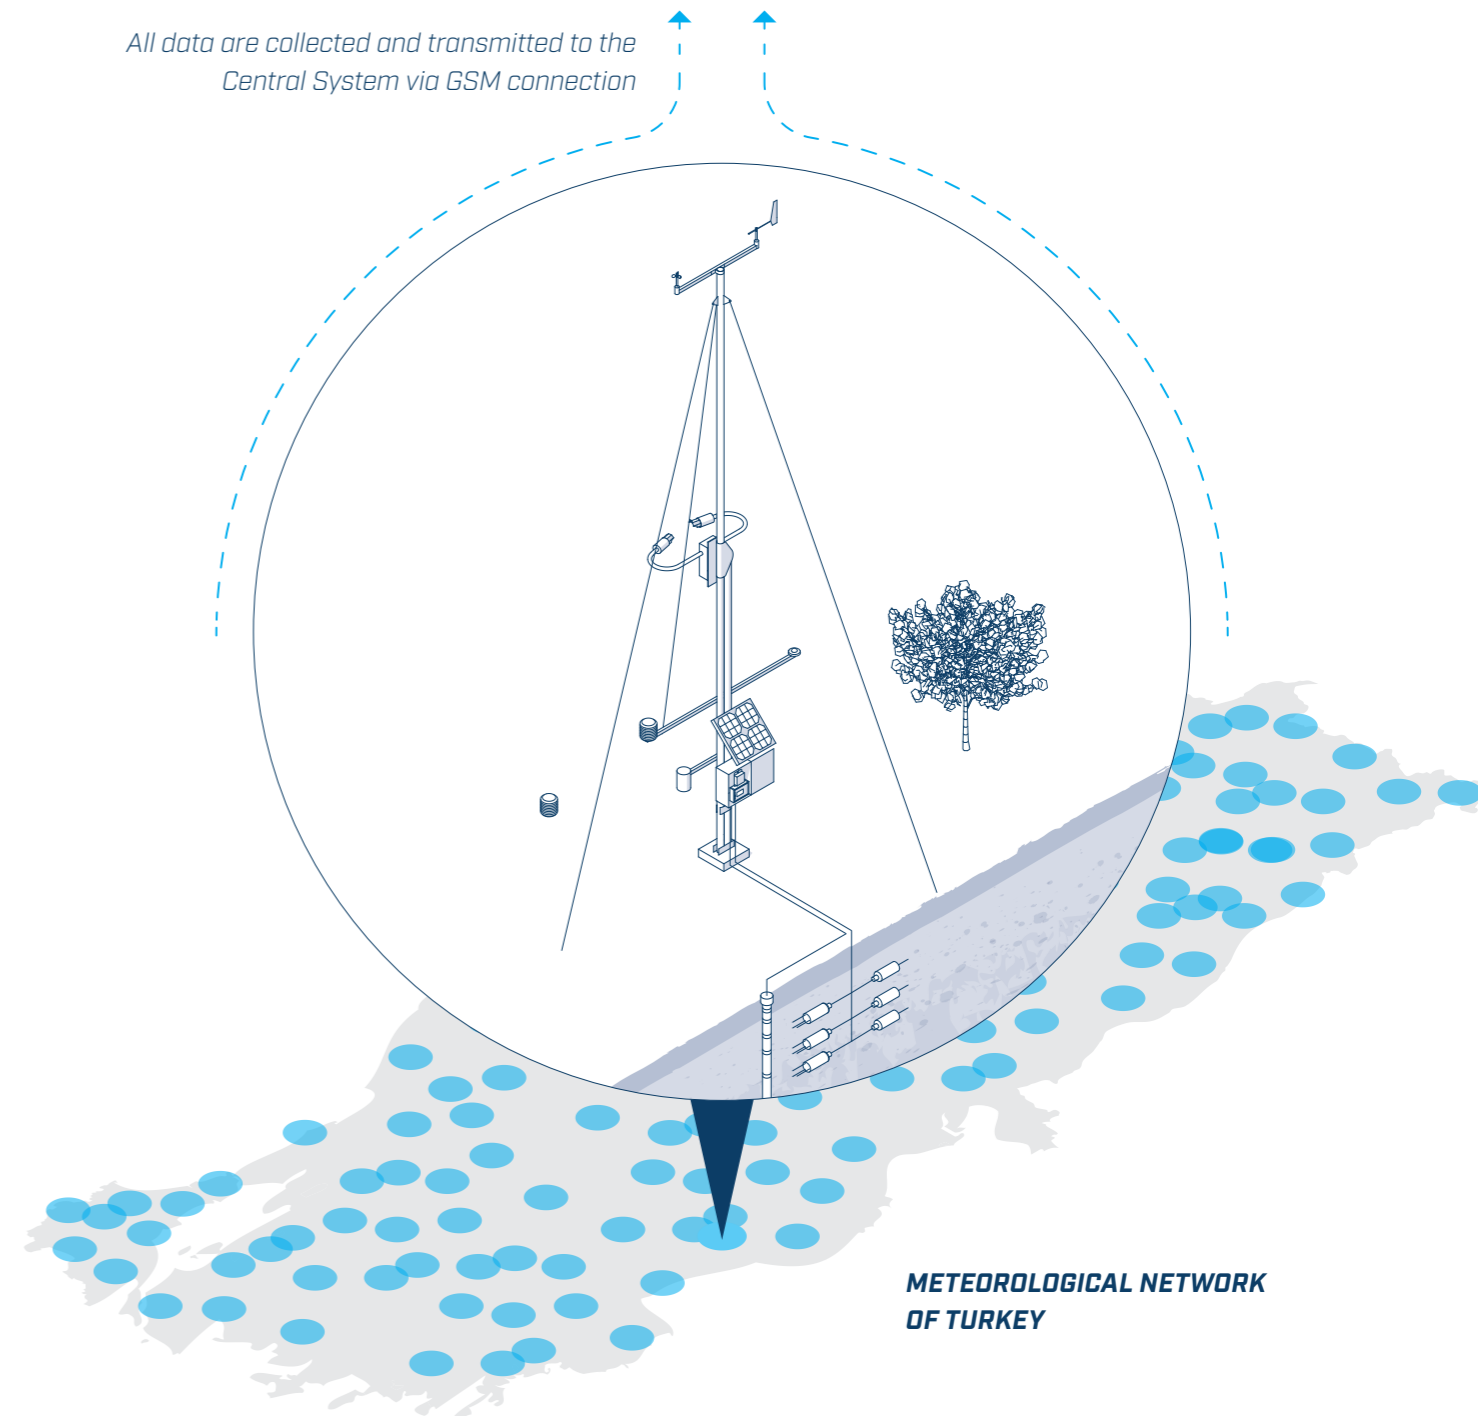 All data are collected and transmitted to the
Central System via GSM connection
METEOROLOGICAL NETWORK
OF TURKEY